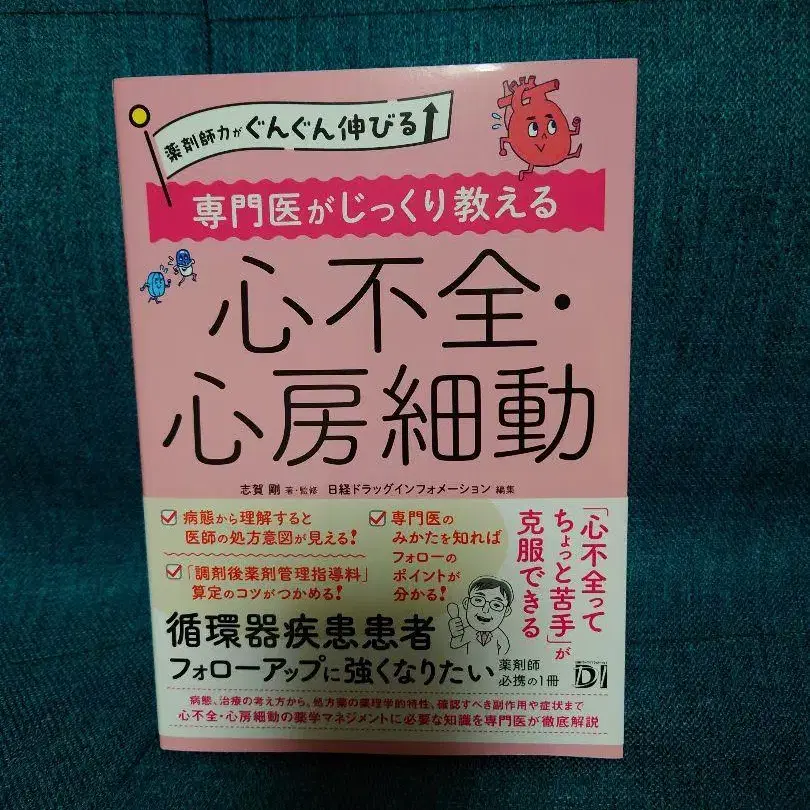 薬剤師力がぐんぐん伸びる↑
専門医がじっくり教える
心不全・
心房細動
志賀 剛 著・監修 日経ドラッグインフォメーション 編集
病態から理解すると
医師の処方意図が見える!
「調剤後薬剤管理指導料」
算定のコツがつかめる!
専門医の
みかたを知れば
フォローの
ポイントが
分かる!
「心不全って
ちょっと苦手」が
克服できる
循環器疾患患者
フォローアップに強くなりたい
薬剤師
必携の1冊
DI
病態、治療の考え方から、処方薬の薬理学的特性、確認すべき副作用や症状まで
心不全・心房細動の薬学マネジメントに必要な知識を専門医が徹底解説